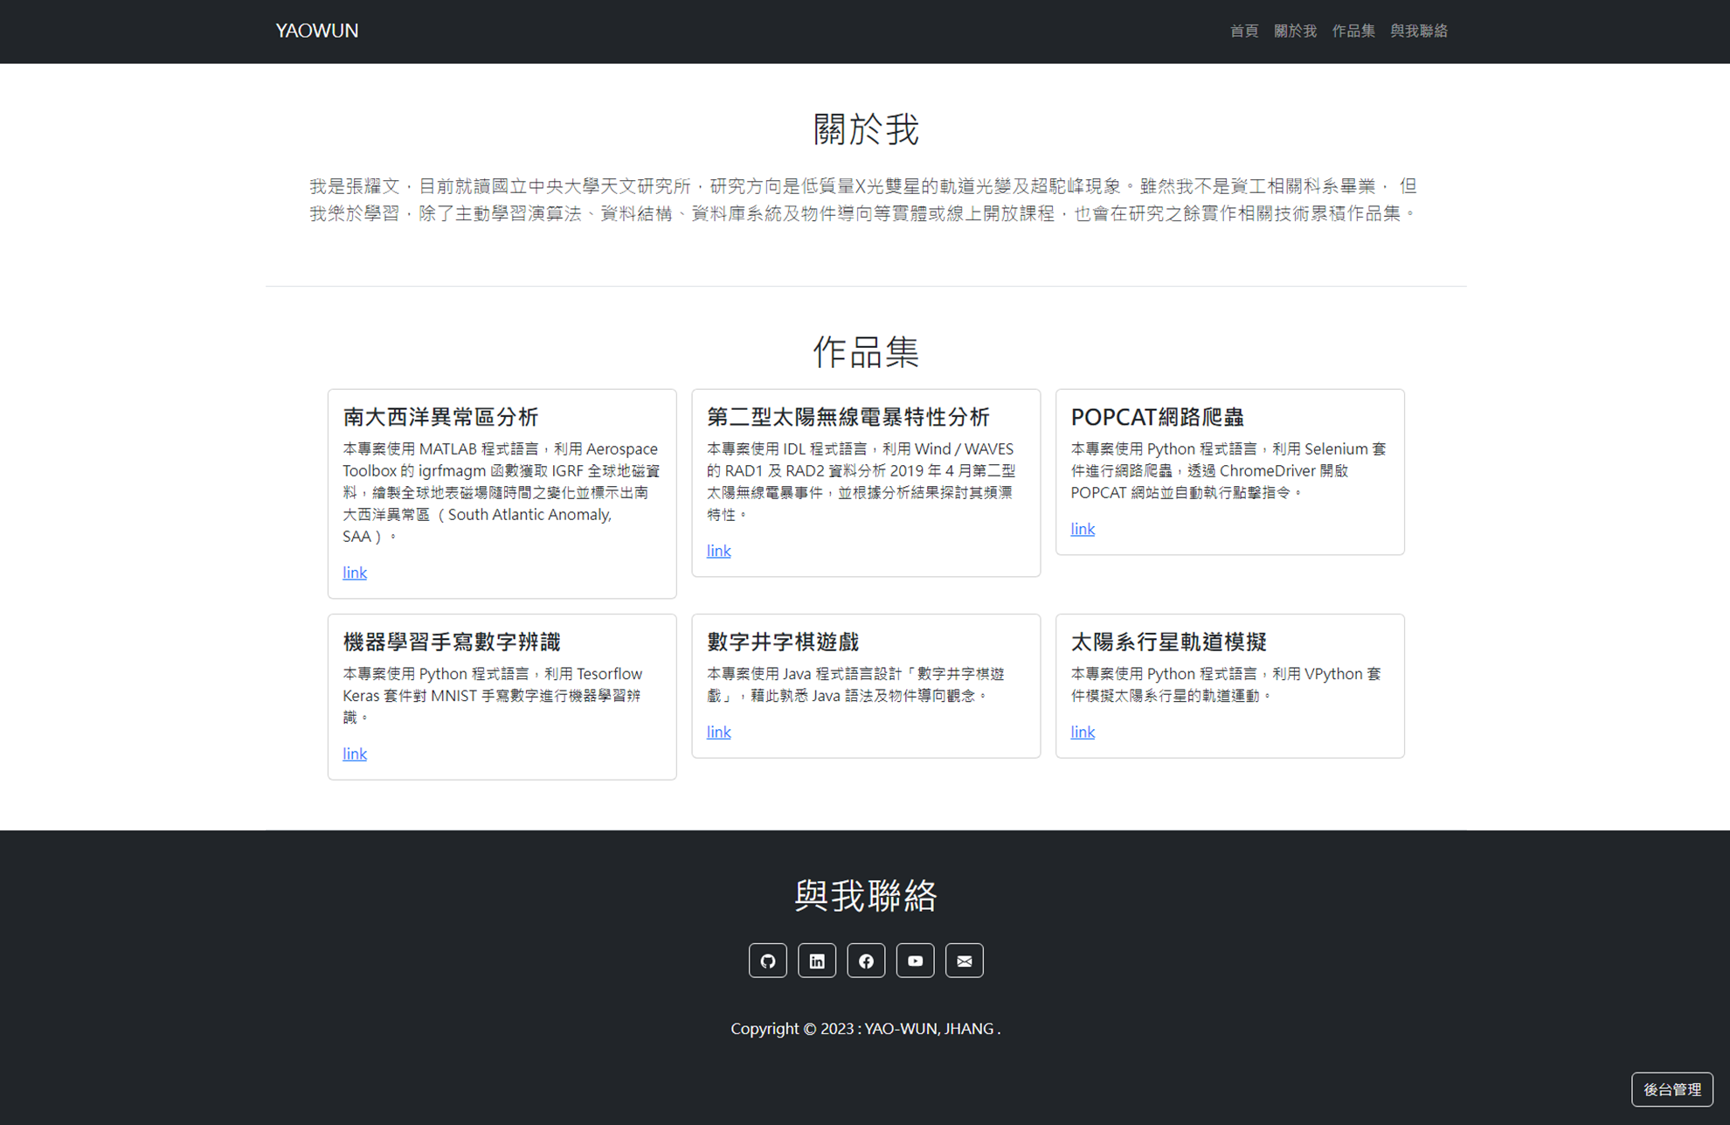 YAOWUN
首頁 關於我 作品集 與我聯絡
關於我
我是張耀文，目前就讀國立中央大學天文研究所，研究方向是低質量X光雙星的軌道光變及超駝峰現象。雖然我不是資工相關科系畢業， 但
我樂於學習，除了主動學習演算法、資料結構、資料庫系統及物件導向等實體或線上開放課程，也會在研究之餘實作相關技術累積作品集。
作品集
南大西洋異常區分析
本專案使用 MATLAB 程式語言，利用 Aerospace
Toolbox 的 igrfmagm 函數獲取 IGRF 全球地磁資
料，繪製全球地表磁場隨時間之變化並標示出南
大西洋異常區 （South Atlantic Anomaly,
SAA）。
link
第二型太陽無線電暴特性分析
本專案使用 IDL 程式語言，利用 Wind / WAVES
的 RAD1 及 RAD2 資料分析 2019 年 4 月第二型
太陽無線電暴事件，並根據分析結果探討其頻漂
特性。
link
POPCAT網路爬蟲
本專案使用 Python 程式語言，利用 Selenium 套
件進行網路爬蟲，透過 ChromeDriver 開啟
POPCAT 網站並自動執行點擊指令。
link
機器學習手寫數字辨識
本專案使用 Python 程式語言，利用 Tesorflow
Keras 套件對 MNIST 手寫數字進行機器學習辨
識。
link
數字井字棋遊戲
本專案使用 Java 程式語言設計「數字井字棋遊
戲」，藉此孰悉 Java 語法及物件導向觀念。
link
太陽系行星軌道模擬
本專案使用 Python 程式語言，利用 VPython 套
件模擬太陽系行星的軌道運動。
link
與我聯絡
Copyright © 2023 : YAO-WUN, JHANG .
後台管理